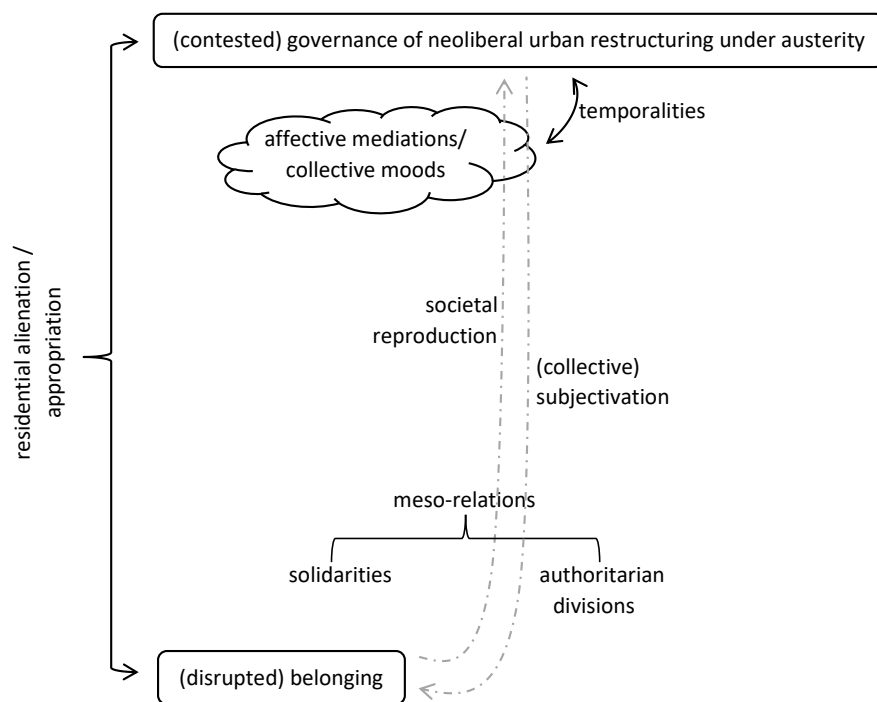 (contested) governance of neoliberal urban restructuring under austerity
temporalities
affective mediations/
collective moods
residential alienation /
appropriation
societal
reproduction
(collective)
subjectivation
meso-relations
solidarities
authoritarian
divisions
(disrupted) belonging